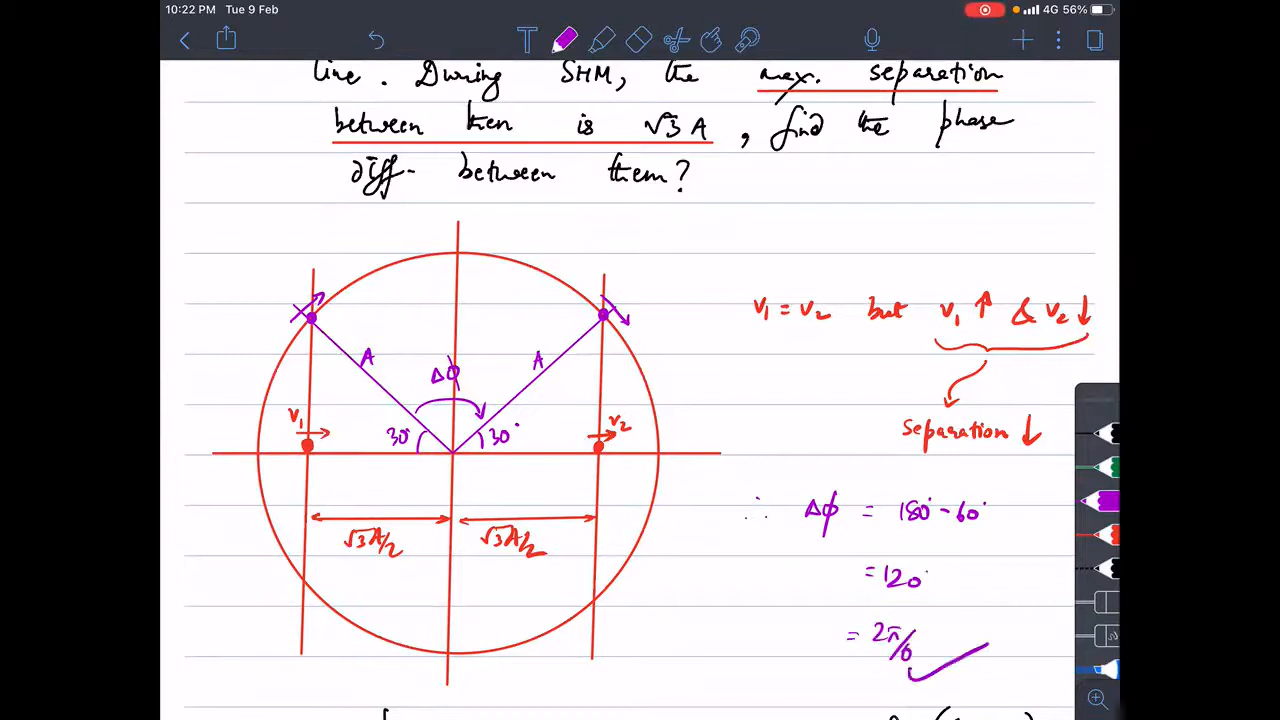 10:22 PM Tue 9 Feb
4G 56%
line. During SHM, the max. separation
between then is √3 A, find the phase
diff- between them?
v₁ = v₂ but v₁ ↑ & v₂ ↓
A
A
Δϕ
v₁
v₂
30°
30°
separation ↓
∴ Δϕ = 180° - 60°
√3A/2
√3A/2
= 120°
= 2π/6